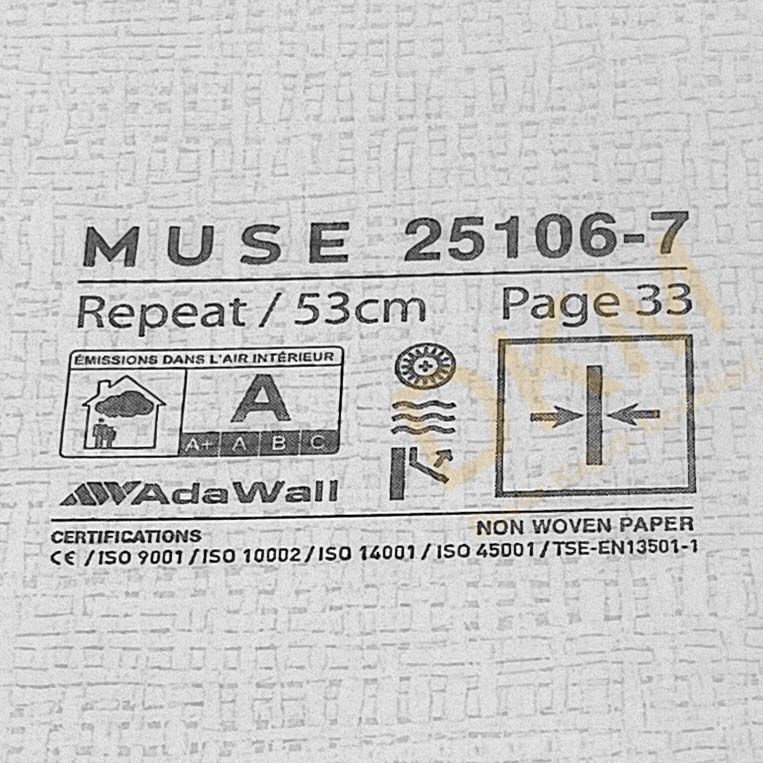 MUSE 25106-7
Repeat / 53cm Page 33
ÉMISSIONS DANS L'AIR INTÉRIEUR
A
A+ A B C
AdaWall
NON WOVEN PAPER
CERTIFICATIONS
CE / ISO 9001 / ISO 10002 / ISO 14001 / ISO 45001 / TSE-EN13501-1
DKM